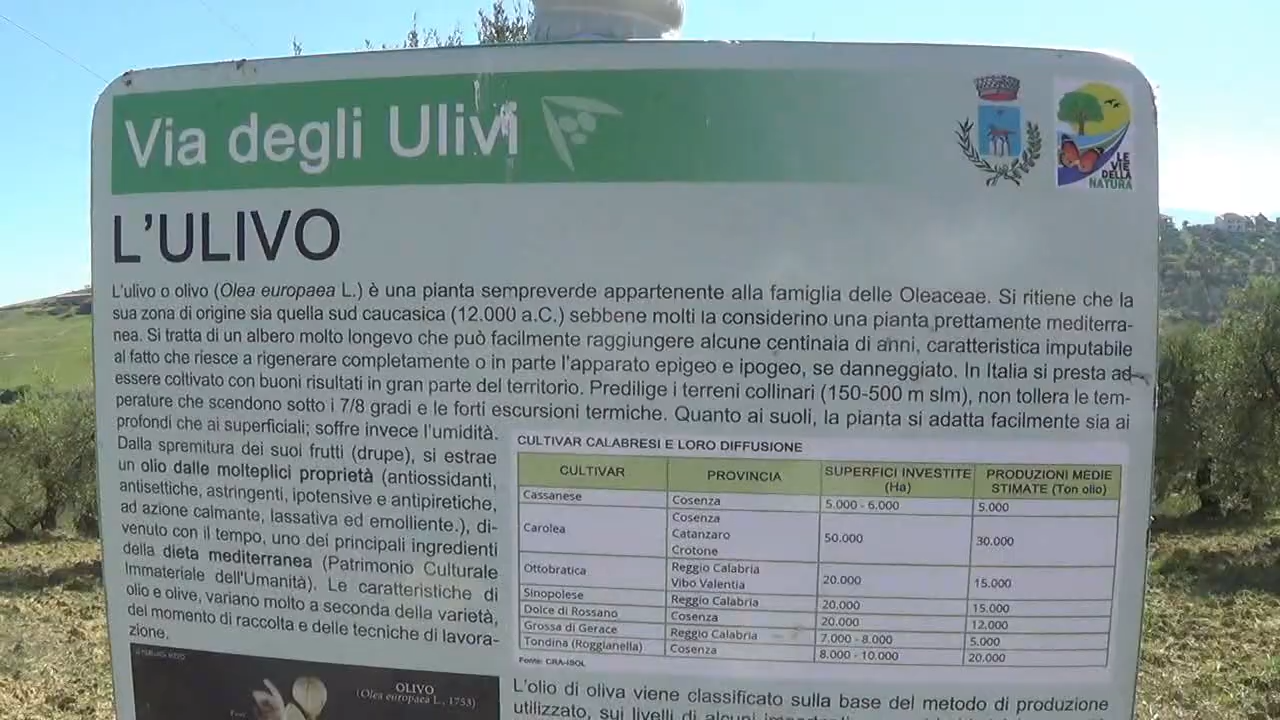 Via degli Ulivi
LE
VIE
DELLA
NATURA
L'ULIVO
L'ulivo o olivo (Olea europaea L.) è una pianta sempreverde appartenente alla famiglia delle Oleaceae. Si ritiene che la
sua zona di origine sia quella sud caucasica (12.000 a.C.) sebbene molti la considerino una pianta prettamente mediterra-
nea. Si tratta di un albero molto longevo che può facilmente raggiungere alcune centinaia di anni, caratteristica imputabile
al fatto che riesce a rigenerare completamente o in parte l'apparato epigeo e ipogeo, se danneggiato. In Italia si presta ad
essere coltivato con buoni risultati in gran parte del territorio. Predilige i terreni collinari (150-500 m slm), non tollera le tem-
perature che scendono sotto i 7/8 gradi e le forti escursioni termiche. Quanto ai suoli, la pianta si adatta facilmente sia ai
profondi che ai superficiali; soffre invece l'umidità.
Dalla spremitura dei suoi frutti (drupe), si estrae
un olio dalle molteplici proprietà (antiossidanti,
antisettiche, astringenti, ipotensive e antipiretiche,
ad azione calmante, lassativa ed emolliente.), di-
venuto con il tempo, uno dei principali ingredienti
della dieta mediterranea (Patrimonio Culturale
Immateriale dell'Umanità). Le caratteristiche di
olio e olive, variano molto a seconda della varietà,
del momento di raccolta e delle tecniche di lavora-
zione.
CULTIVAR CALABRESI E LORO DIFFUSIONE
CULTIVAR PROVINCIA SUPERFICI INVESTITE (Ha) PRODUZIONI MEDIE STIMATE (Ton olio)
Cassanese Cosenza 5.000 - 6.000 5.000
Carolea Cosenza Catanzaro Crotone 50.000 30.000
Ottobratica Reggio Calabria Vibo Valentia 20.000 15.000
Sinopolese Reggio Calabria 20.000 15.000
Dolce di Rossano Cosenza 20.000 12.000
Grossa di Gerace Reggio Calabria 7.000 - 8.000 5.000
Tondina (Roggianella) Cosenza 8.000 - 10.000 20.000
Fonte: CRA-ISOL
OLIVO
(Olea europaea L., 1753)
L'olio di oliva viene classificato sulla base del metodo di produzione
utilizzato, sui livelli di alcuni